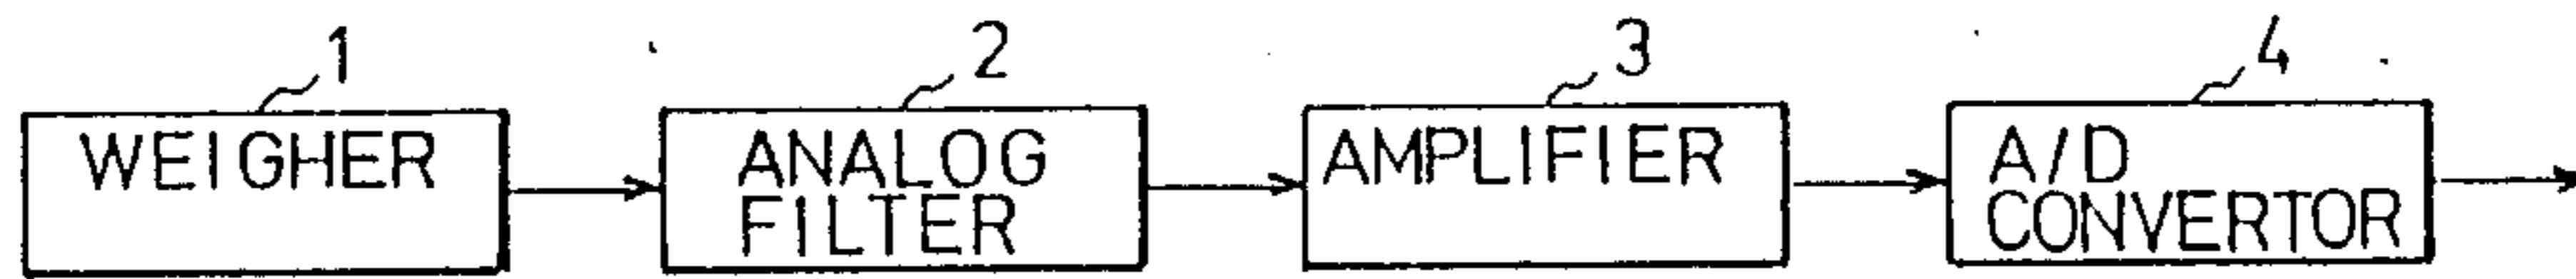 1
2
3
4
WEIGHER
ANALOG
FILTER
AMPLIFIER
A/D
CONVERTOR